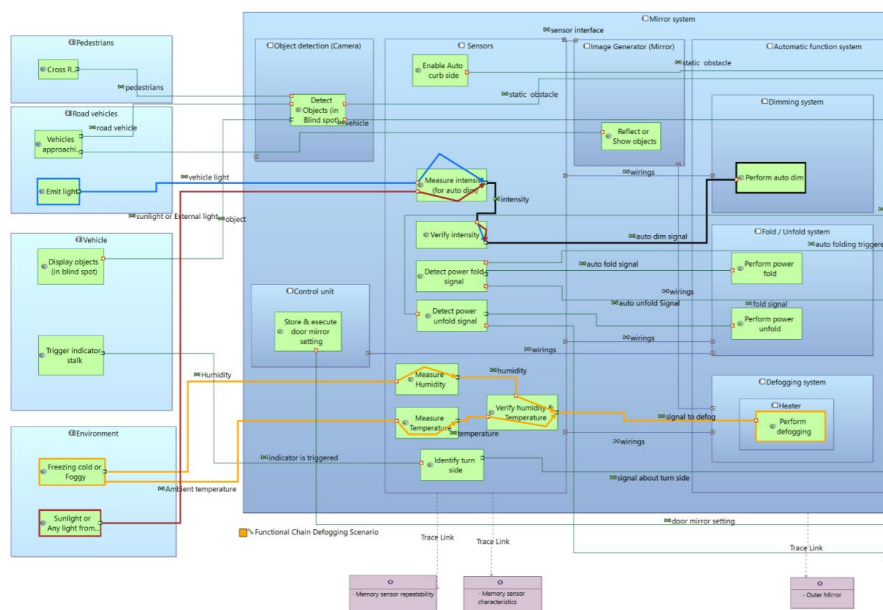 Mirror system
sensor interface
Pedestrians
Cross R...
pedestrians
Object detection (Camera)
Sensors
Image Generator (Mirror)
Automatic function system
Enable Auto
curb side
static obstacle
static obstacle
Road vehicles
road vehicle
Vehicles
approachi...
Emit light
Detect
Objects (in
Blind spot)
vehicle
Reflect or
Show objects
Dimming system
Perform auto dim
vehicle light
Measure intensity
(for auto dim)
wirings
intensity
sunlight or External light
object
Verify intensity
auto dim signal
Vehicle
Display objects
(in blind spot)
Trigger indicator
stalk
Fold / Unfold system
auto folding triggere
Detect power fold
signal
auto fold signal
Perform power
fold
wirings
Control unit
Store & execute
door mirror
setting
Detect power
unfold signal
auto unfold Signal
fold signal
Perform power
unfold
wirings
wirings
wirings
Humidity
Measure
Humidity
humidity
Defogging system
Heater
Perform
defogging
Measure
Temperature
temperature
Verify humidity
Temperature
signal to defog
wirings
Environment
Freezing cold or
Foggy
Ambient temperature
indicator is triggered
Identify turn
side
signal about turn side
Sunlight or
Any light from...
door mirror setting
Functional Chain Defogging Scenario
Trace Link
Trace Link
Trace Link
- Memory sensor repeatability
- Memory sensor
characteristics
- Outer Mirror